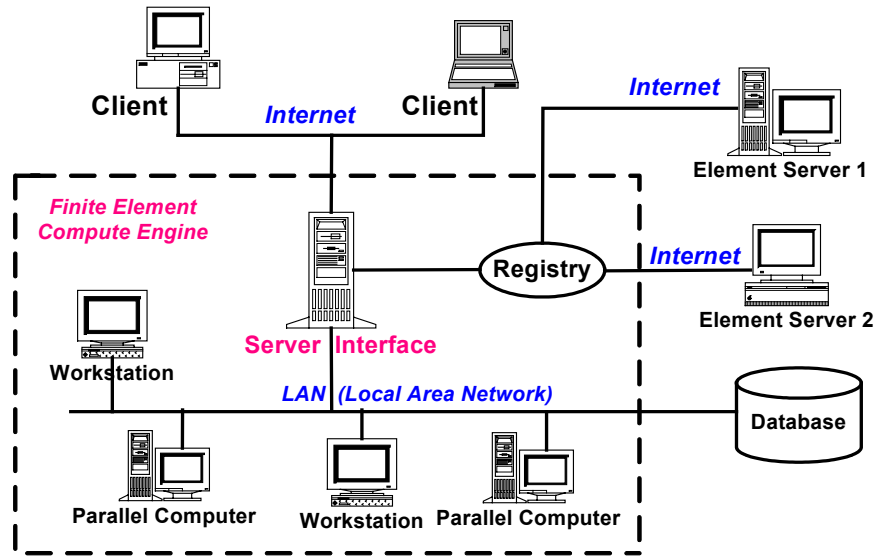 Client
Internet
Client
Internet
Element Server 1
Finite Element
Compute Engine
Registry
Internet
Element Server 2
Server Interface
Workstation
LAN (Local Area Network)
Database
Parallel Computer
Workstation
Parallel Computer